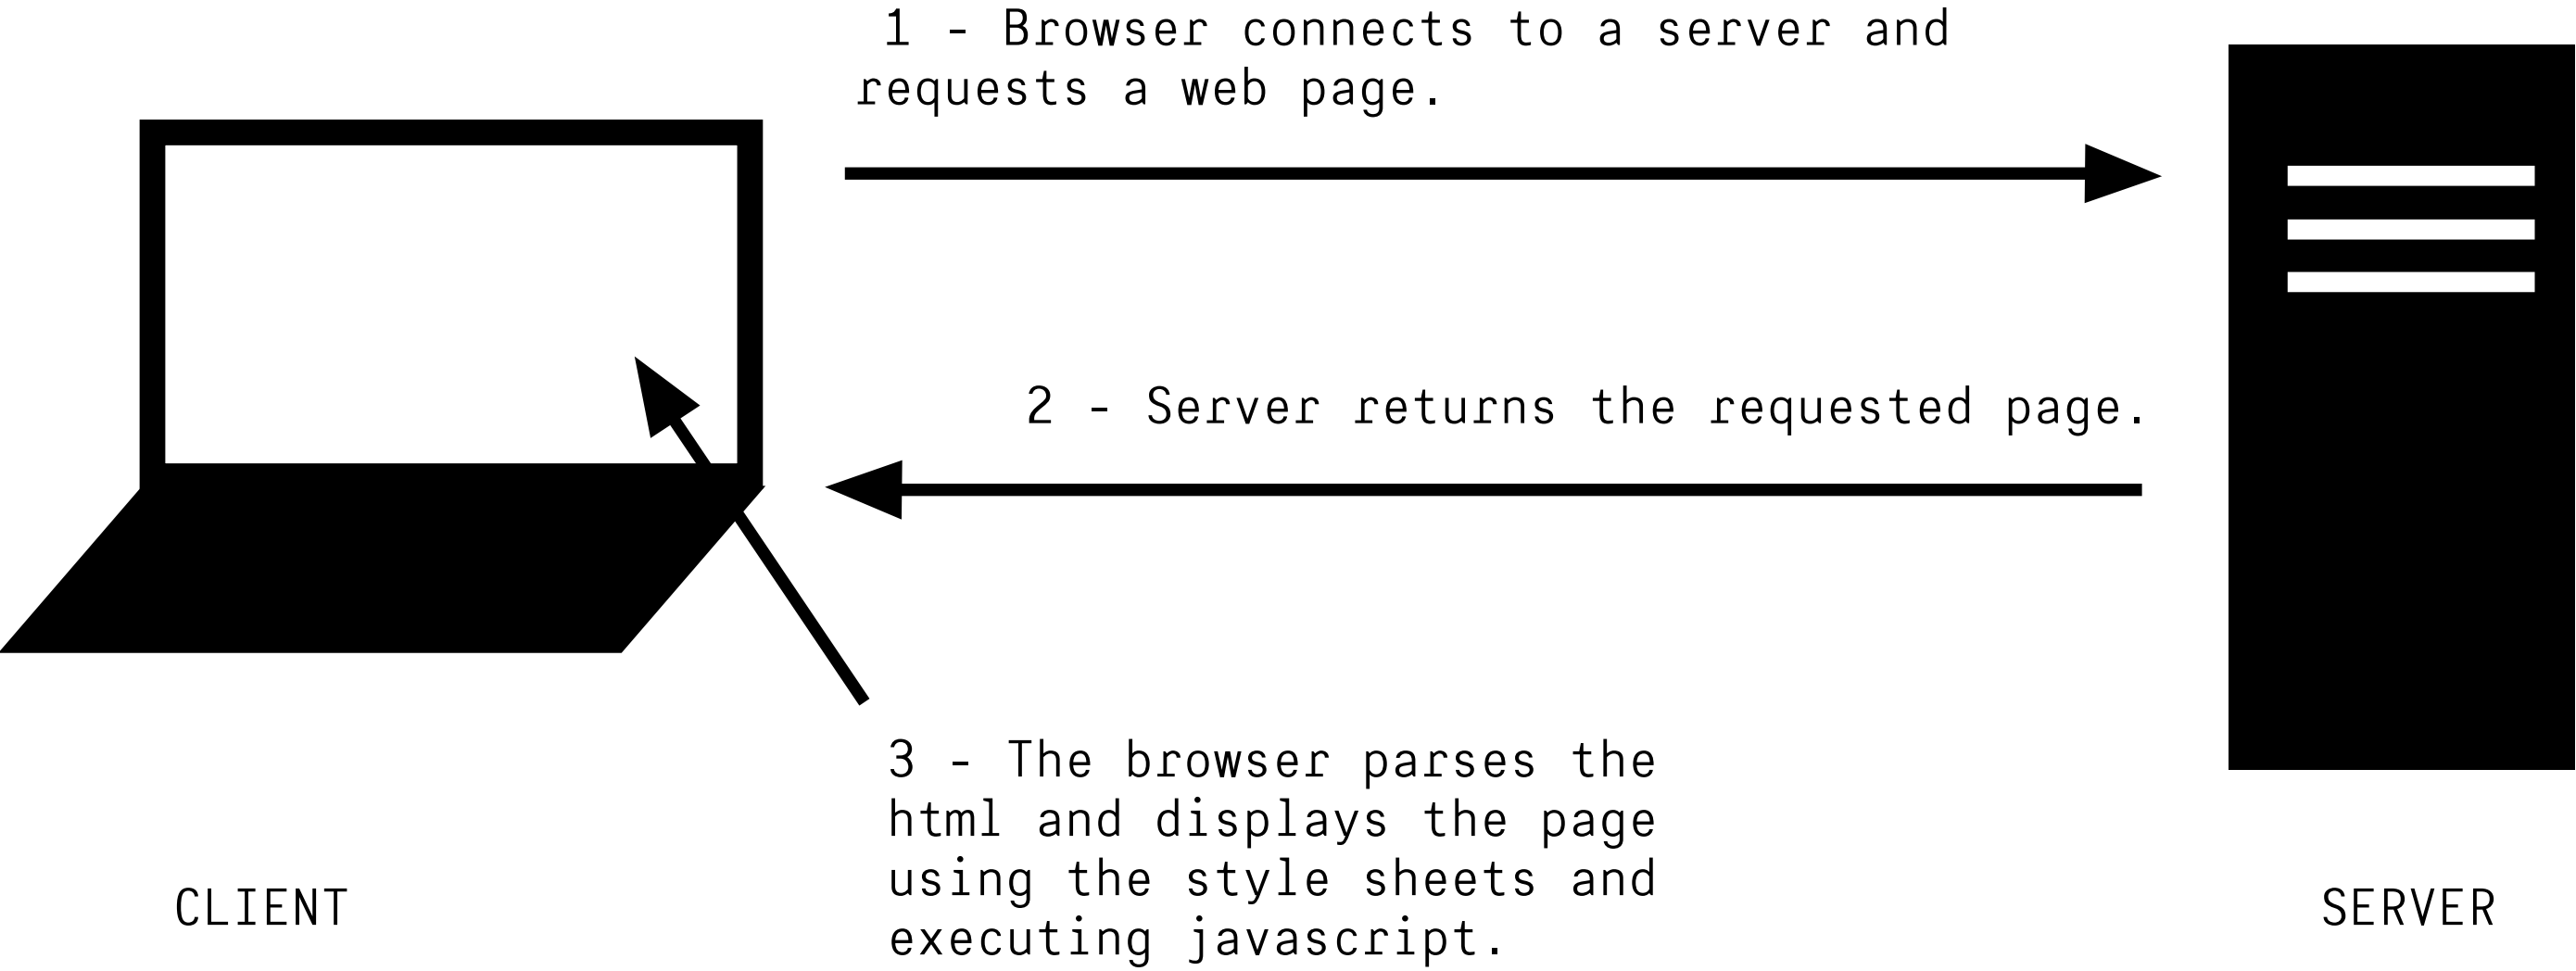 1 - Browser connects to a server and
requests a web page.
2 - Server returns the requested page.
3 - The browser parses the
html and displays the page
using the style sheets and
executing javascript.
CLIENT
SERVER